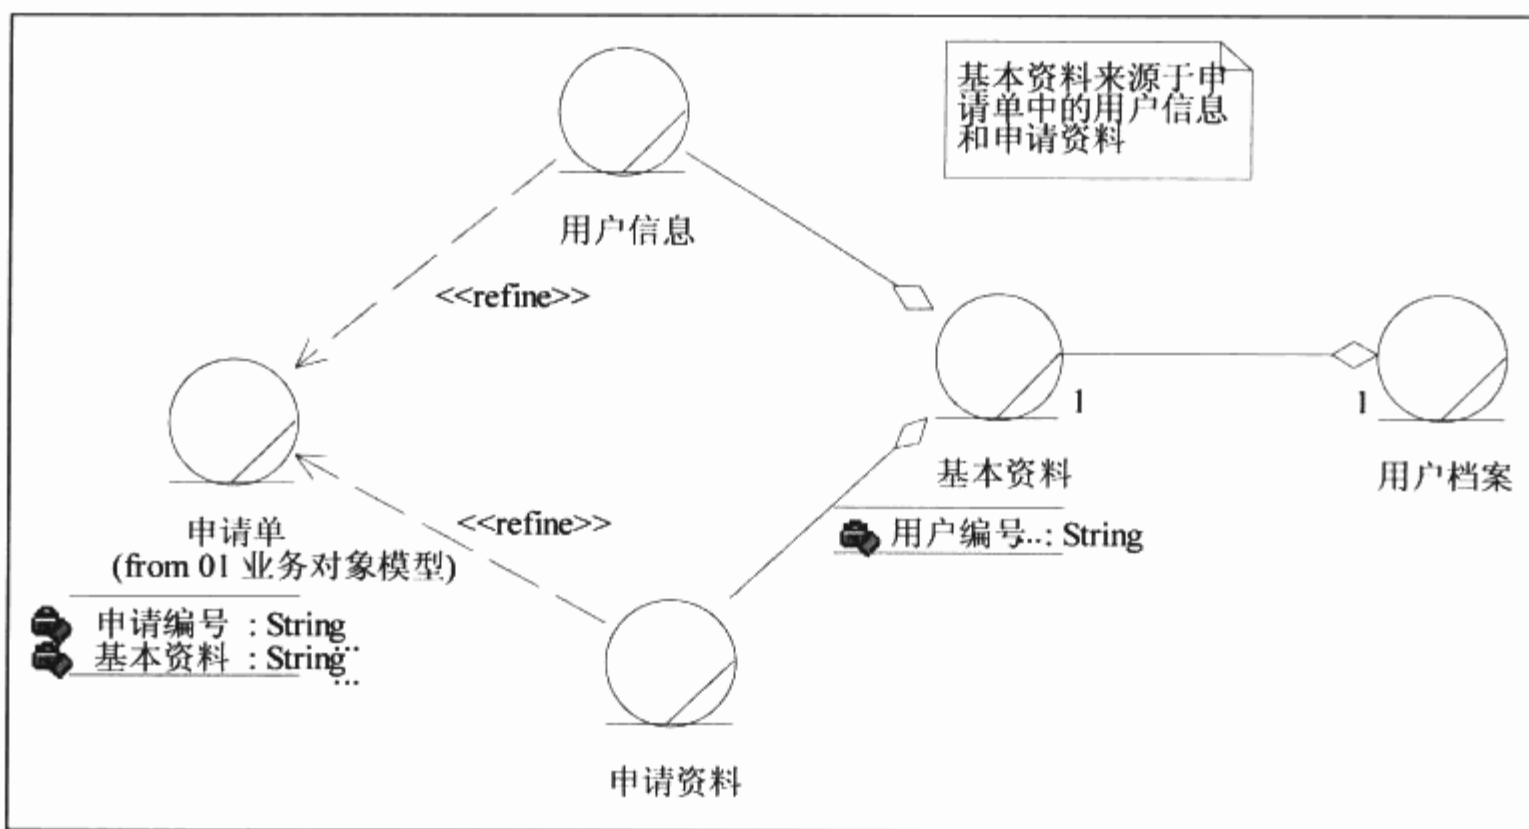 基本资料来源于申
请单中的用户信息
和申请资料
用户信息
<<refine>>
1
1
基本资料
用户档案
用户编号...: String
申请单
(from 01 业务对象模型)
<<refine>>
申请编号 : String...
基本资料 : String...
申请资料